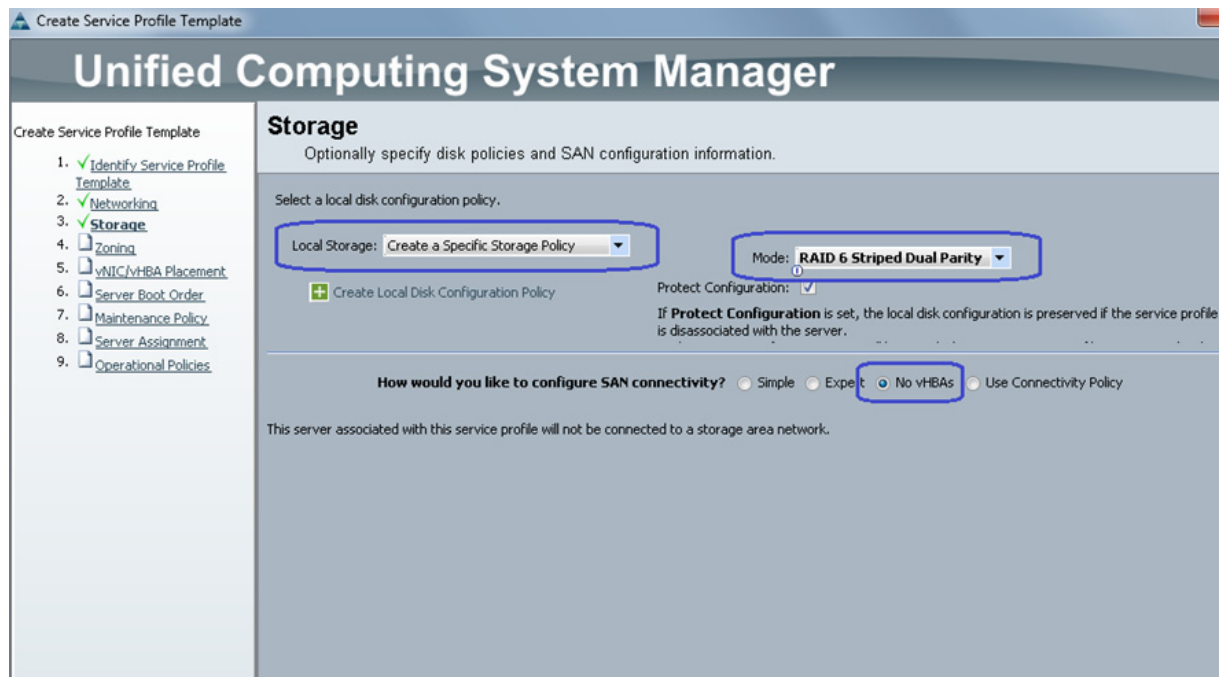 Create Service Profile Template
Unified Computing System Manager
Create Service Profile Template
1. Identify Service Profile
Template
2. Networking
3. Storage
4. Zoning
5. vNIC/vHBA Placement
6. Server Boot Order
7. Maintenance Policy
8. Server Assignment
9. Operational Policies
Storage
Optionally specify disk policies and SAN configuration information.
Select a local disk configuration policy.
Local Storage: Create a Specific Storage Policy
Mode: RAID 6 Striped Dual Parity
Create Local Disk Configuration Policy
Protect Configuration:
If Protect Configuration is set, the local disk configuration is preserved if the service profile
is disassociated with the server.
How would you like to configure SAN connectivity? Simple Expert No vHBAs Use Connectivity Policy
This server associated with this service profile will not be connected to a storage area network.